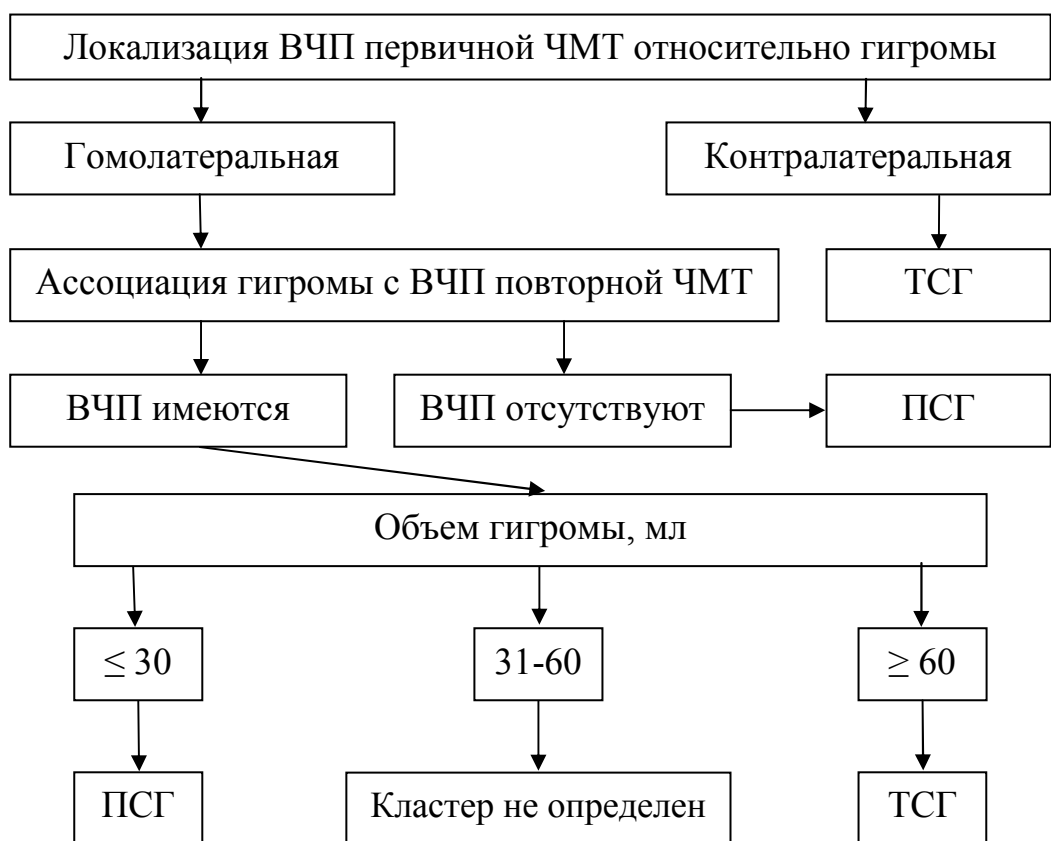 Локализация ВЧП первичной ЧМТ относительно гигромы
Гомолатеральная
Контралатеральная
Ассоциация гигромы с ВЧП повторной ЧМТ
ТСГ
ВЧП имеются
ВЧП отсутствуют
ПСГ
Объем гигромы, мл
≤ 30
31-60
≥ 60
ПСГ
Кластер не определен
ТСГ